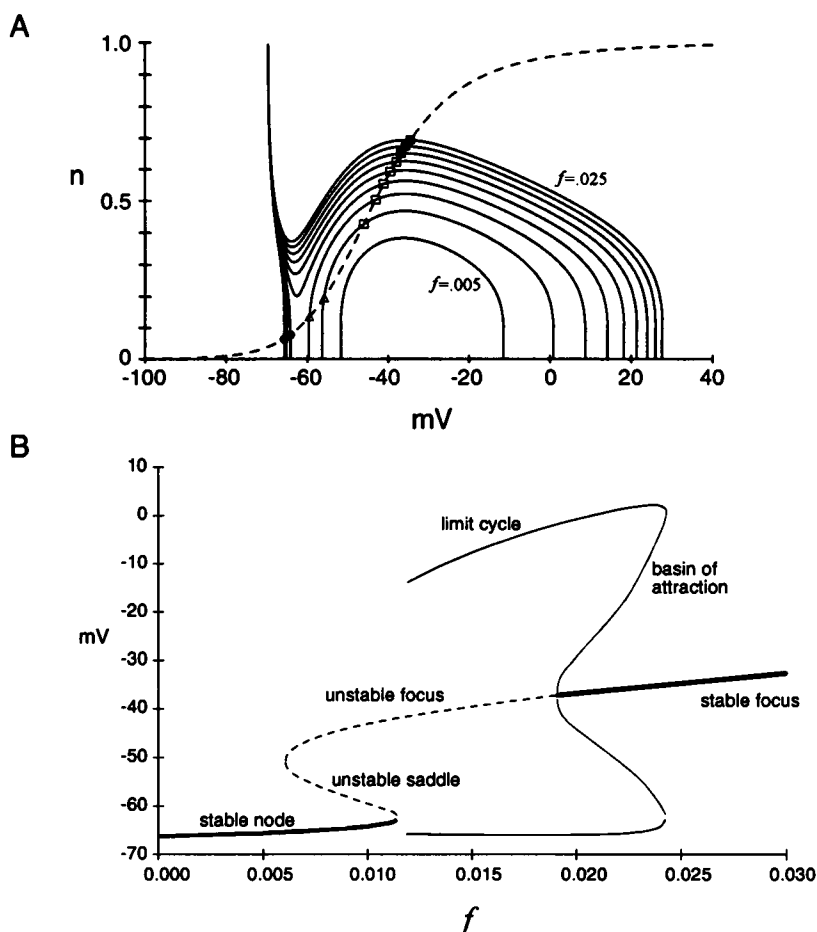 A
1.0
n
0.5
0
f=.025
f=.005
-100
-80
-60
-40
-20
0
20
40
mV
B
10
0
-10
-20
-30
-40
-50
-60
-70
mV
limit cycle
basin of
attraction
unstable focus
stable focus
unstable saddle
stable node
0.000
0.005
0.010
0.015
0.020
0.025
0.030
f